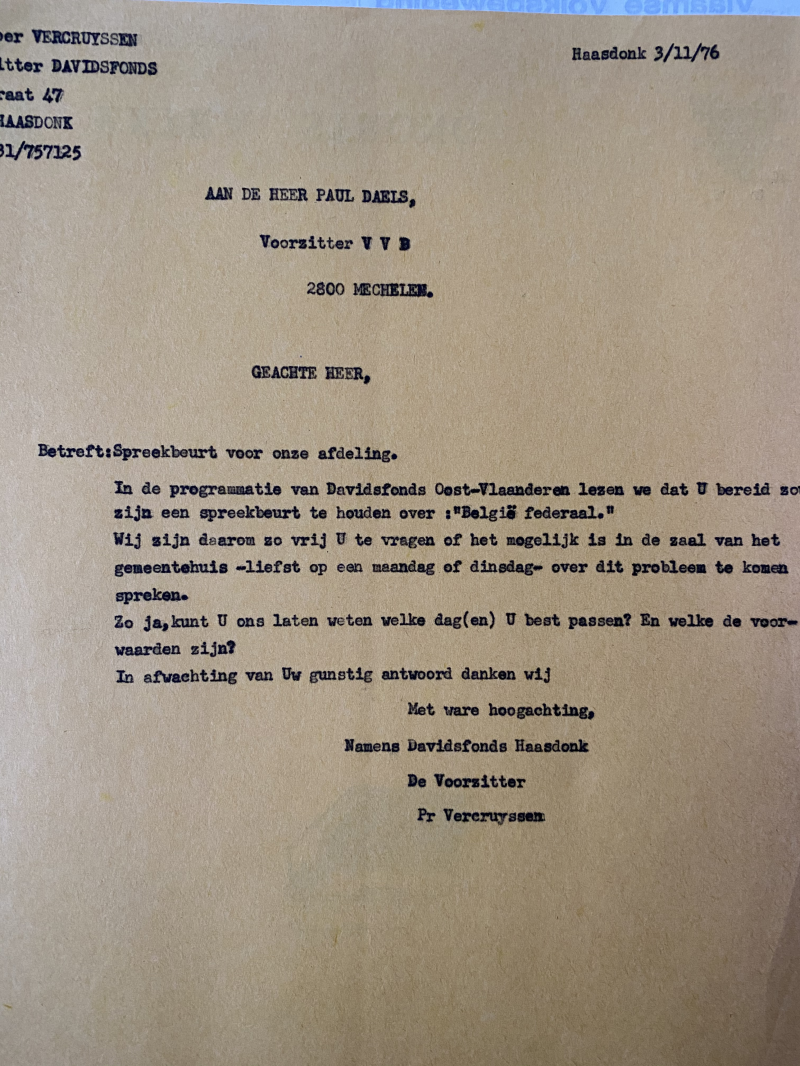 Vlaamse Volksbeweging
er VERCRUYSSEN
itter DAVIDSFONDS
raat 47
HAASDONK
31/757125
Haasdonk 3/11/76
AAN DE HEER PAUL DAELS,
Voorzitter V V B
2800 MECHELEN.
GEACHTE HEER,
Betreft:Spreekbeurt voor onze afdeling.
In de programmatie van Davidsfonds Oost-Vlaanderen lezen we dat U bereid zou
zijn een spreekbeurt te houden over :"België federaal."
Wij zijn daarom zo vrij U te vragen of het mogelijk is in de zaal van het
gemeentehuis -liefst op een maandag of dinsdag- over dit probleem te komen
spreken.
Zo ja,kunt U ons laten weten welke dag(en) U best passen? En welke de voor-
waarden zijn?
In afwachting van Uw gunstig antwoord danken wij
Met ware hoogachting,
Namens Davidsfonds Haasdonk
De Voorzitter
Pr Vercruyssen